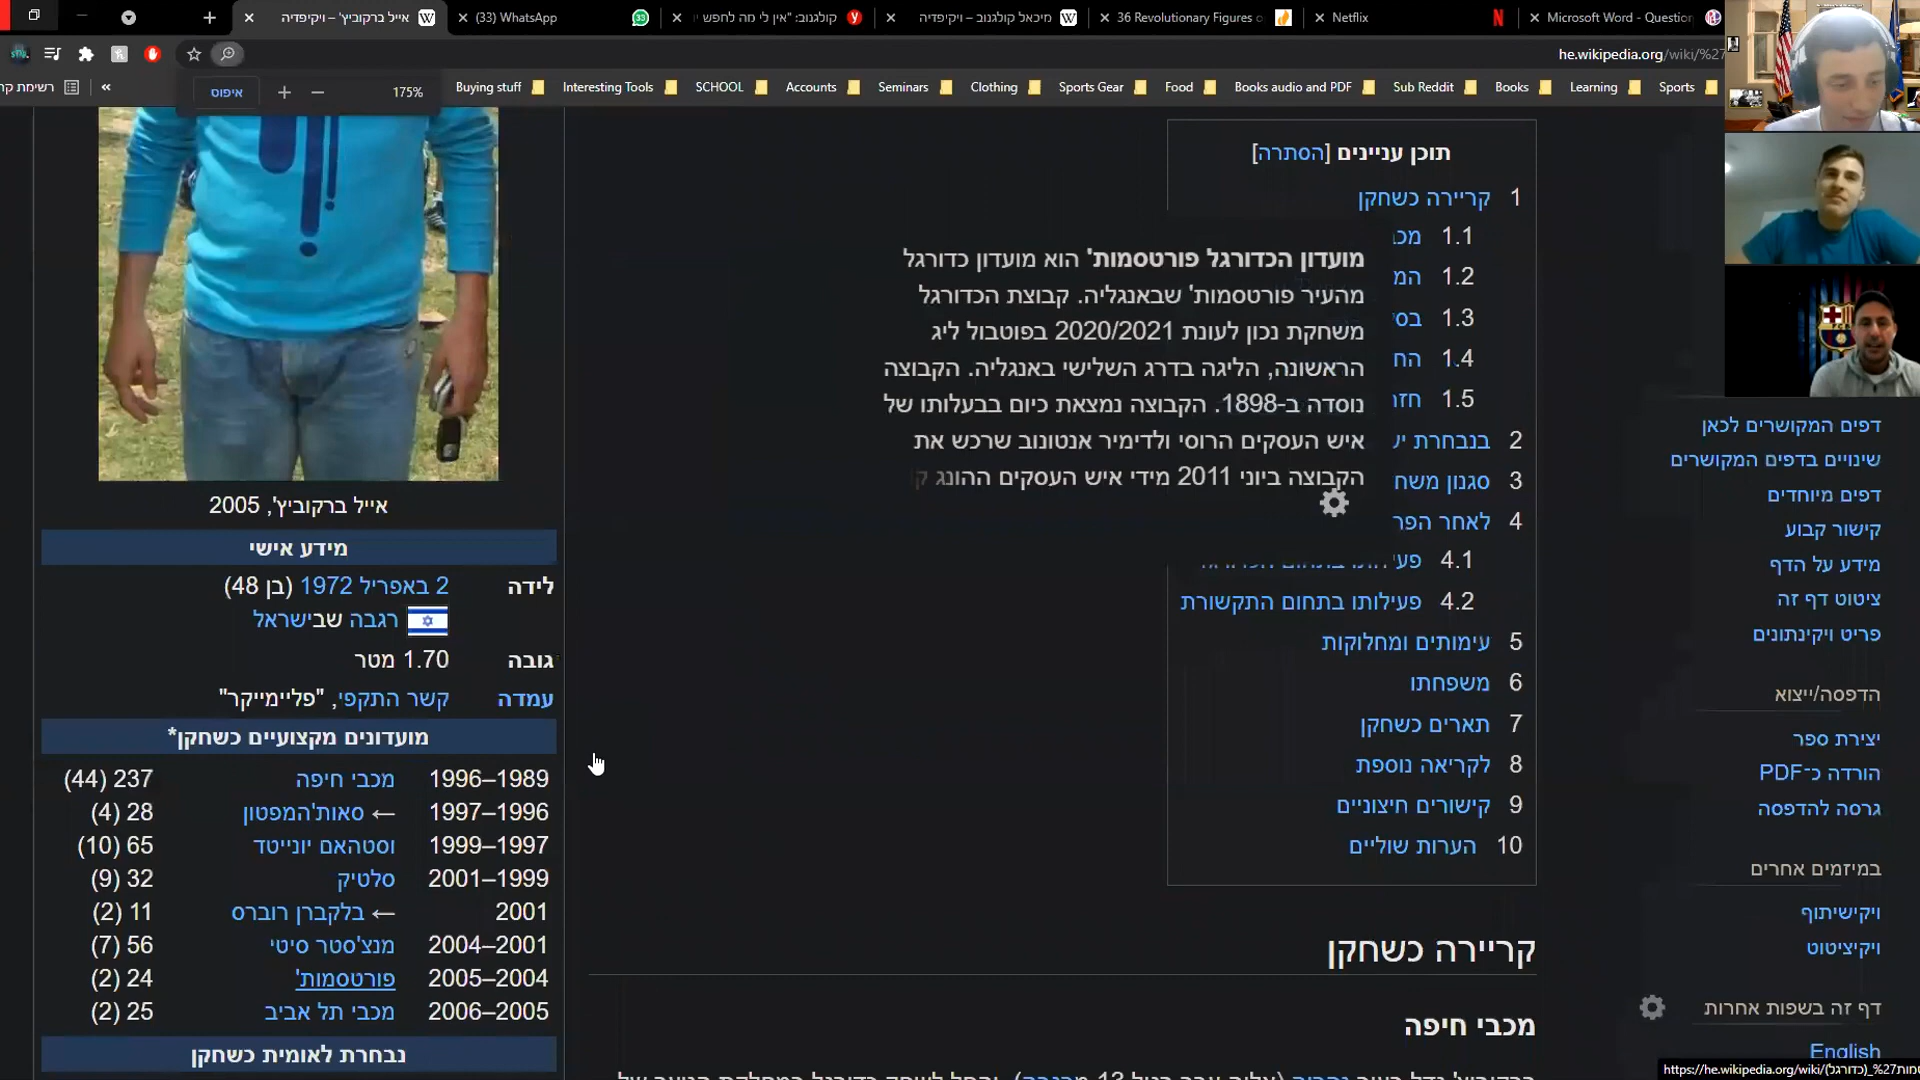 אייל ברקוביץ' – ויקיפדיה
(33) WhatsApp
קולגנוב: "אין לי מה לחפש
מיכאל קולגנוב – ויקיפדיה
36 Revolutionary Figures o
Netflix
Microsoft Word - Question
he.wikipedia.org/wiki/%27
איפוס + − 175%
רשימת
«
Buying stuff
Interesting Tools
SCHOOL
Accounts
Seminars
Clothing
Sports Gear
Food
Books audio and PDF
Sub Reddit
Books
Learning
Sports
תוכן עניינים [הסתרה]
1 קריירה כשחקן
1.1 מכ
1.2 המ
1.3 בס
1.4 הח
1.5 חזר
2 בנבחרת יש
3 סגנון משח
4 לאחר הפר
4.1
4.2 פעילותו בתחום התקשורת
5 עימותים ומחלוקות
6 משפחתו
7 תארים כשחקן
8 לקריאה נוספת
9 קישורים חיצוניים
10 הערות שוליים
מועדון הכדורגל פורטסמות' הוא מועדון כדורגל
מהעיר פורטסמות' שבאנגליה. קבוצת הכדורגל
משחקת נכון לעונת 2020/2021 בפוטבול ליג
הראשונה, הליגה בדרג השלישי באנגליה. הקבוצה
נוסדה ב-1898. הקבוצה נמצאת כיום בבעלותו של
איש העסקים הרוסי ולדימיר אנטונוב שרכש את
הקבוצה ביוני 2011 מידי איש העסקים ההונג
אייל ברקוביץ', 2005
מידע אישי
לידה 2 באפריל 1972 (בן 48)
רגבה שבישראל
גובה 1.70 מטר
עמדה קשר התקפי, "פליימייקר"
מועדונים מקצועיים כשחקן*
1996–1989 מכבי חיפה 237 (44)
1997–1996 ← סאות'המפטון 28 (4)
1999–1997 וסטהאם יונייטד 65 (10)
2001–1999 סלטיק 32 (9)
2001 ← בלקברן רוברס 11 (2)
2004–2001 מנצ'סטר סיטי 56 (7)
2005–2004 פורטסמות' 24 (2)
2006–2005 מכבי תל אביב 25 (2)
נבחרת לאומית כשחקן
קריירה כשחקן
מכבי חיפה
דפים המקושרים לכאן
שינויים בדפים המקושרים
דפים מיוחדים
קישור קבוע
מידע על הדף
ציטוט דף זה
פריט ויקינתונים
הדפסה/ייצוא
יצירת ספר
הורדה כ־PDF
גרסה להדפסה
במיזמים אחרים
ויקישיתוף
ויקיציטוט
דף זה בשפות אחרות
English